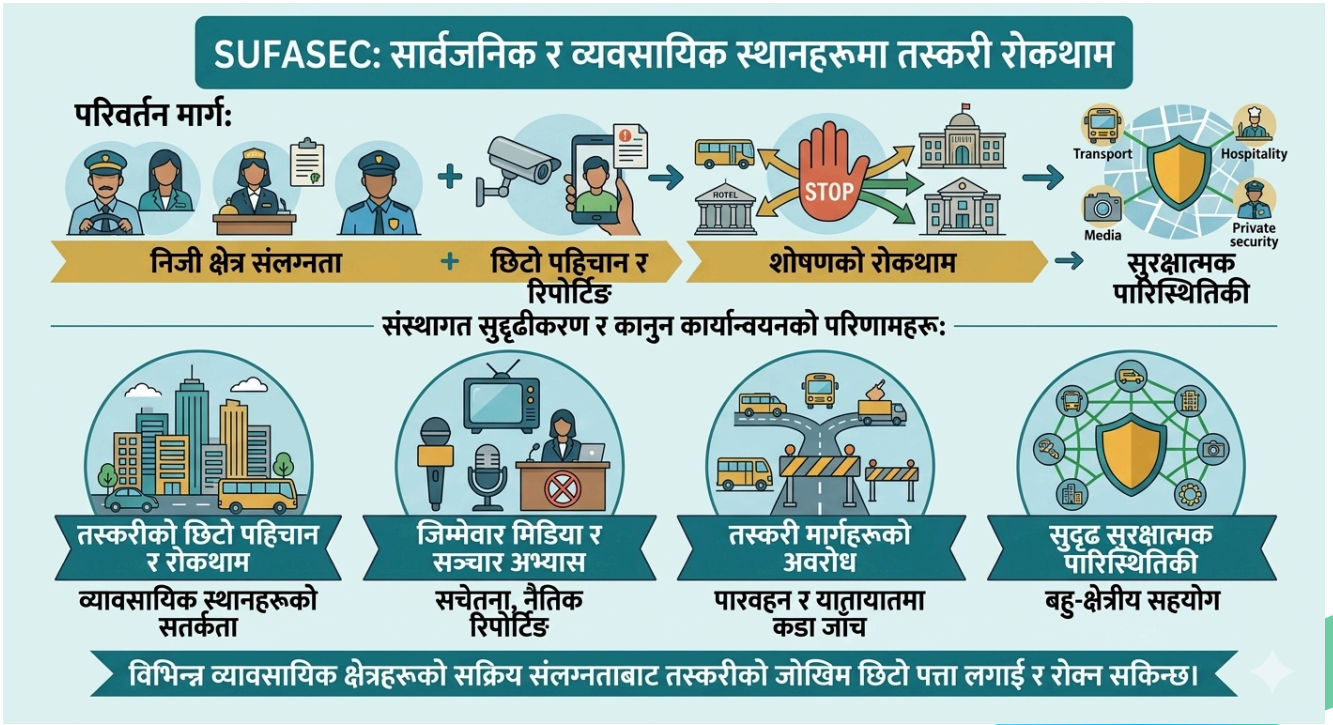 SUFASEC: सार्वजनिक र व्यवसायिक स्थानहरूमा तस्करी रोकथाम
परिवर्तन मार्ग:
STOP
ROTEL
Transport
Hospitality
Media
Private
security
निजी क्षेत्र संलग्नता
+
छिटो पहिचान र
रिपोर्टिङ
शोषणको रोकथाम
सुरक्षात्मक
पारिस्थितिकी
संस्थागत सुदृढीकरण र कानुन कार्यान्वयनको परिणामहरू:
तस्करीको छिटो पहिचान
र रोकथाम
व्यावसायिक स्थानहरूको
सतर्कता
जिम्मेवार मिडिया र
सञ्चार अभ्यास
सचेतना, नैतिक
रिपोर्टिङ
तस्करी मार्गहरूको
अवरोध
पारवहन र यातायातमा
कडा जाँच
सुदृढ सुरक्षात्मक
पारिस्थितिकी
बहु-क्षेत्रीय सहयोग
विभिन्न व्यावसायिक क्षेत्रहरूको सक्रिय संलग्नताबाट तस्करीको जोखिम छिटो पत्ता लगाई र रोक्न सकिन्छ।